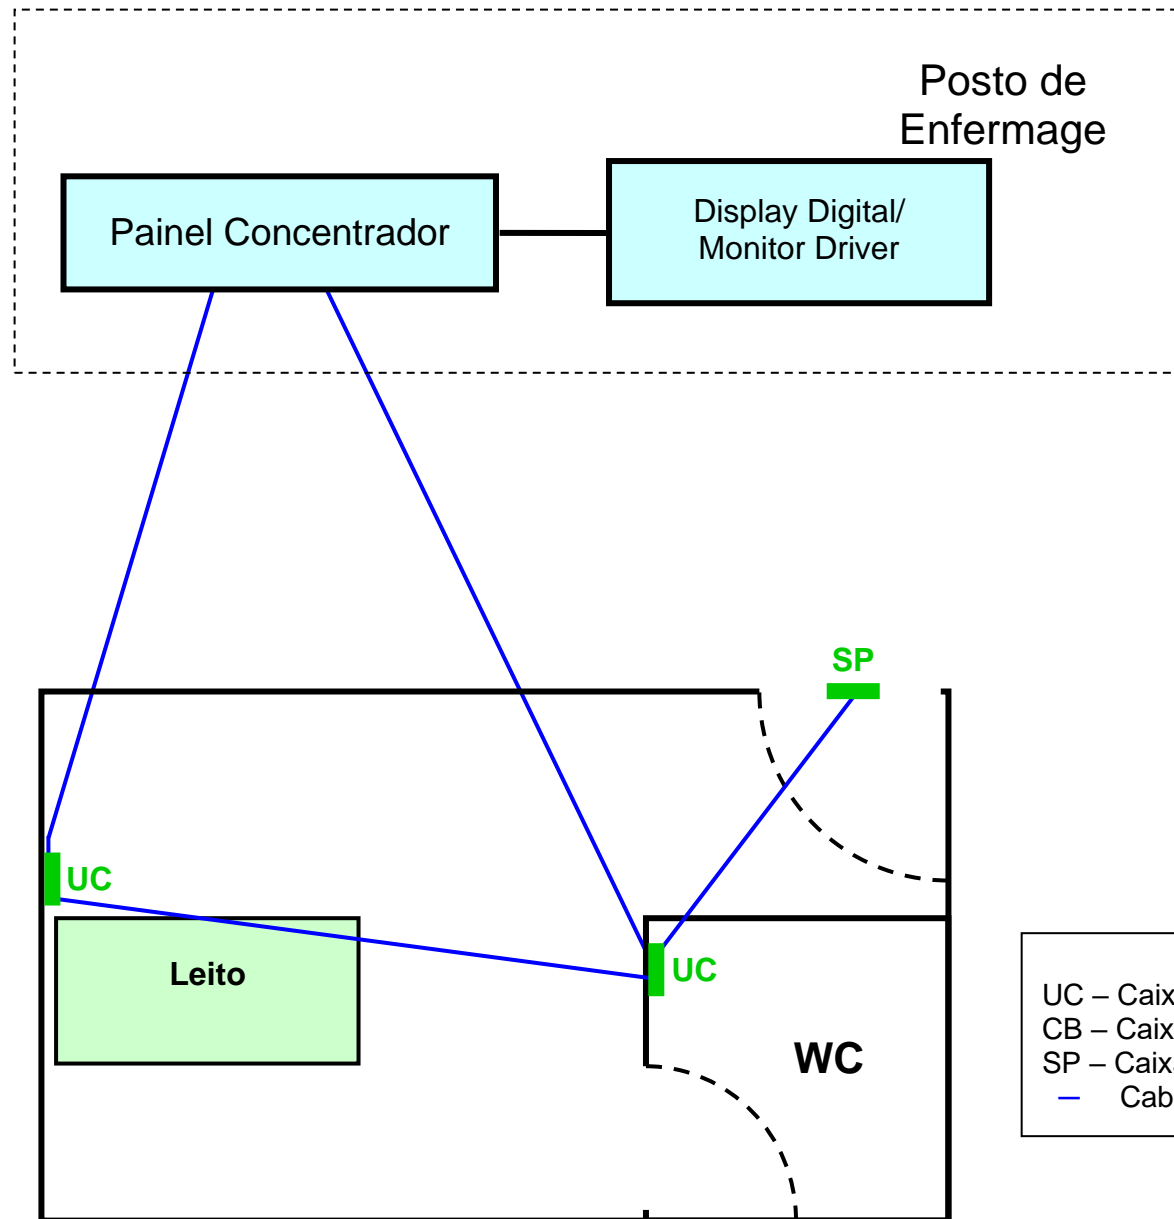 Posto de
Enfermage
Painel Concentrador
Display Digital/
Monitor Driver
SP
UC
Leito
UC
WC
UC – Caix
CB – Caix
SP – Caix
— Cab